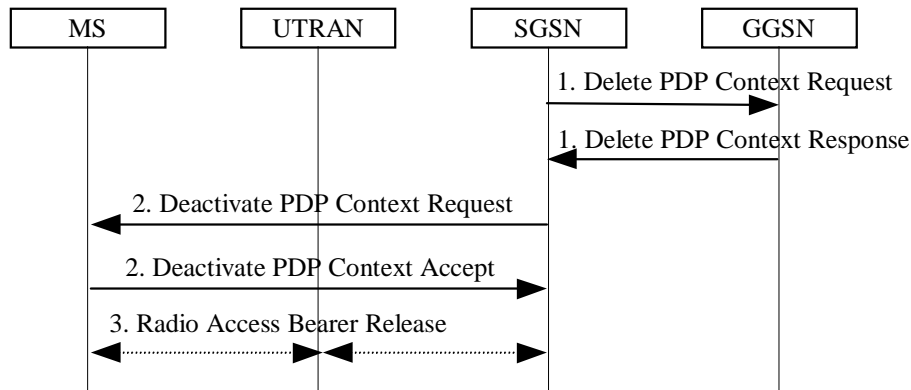 MS UTRAN SGSN GGSN
1. Delete PDP Context Request
1. Delete PDP Context Response
2. Deactivate PDP Context Request
2. Deactivate PDP Context Accept
3. Radio Access Bearer Release